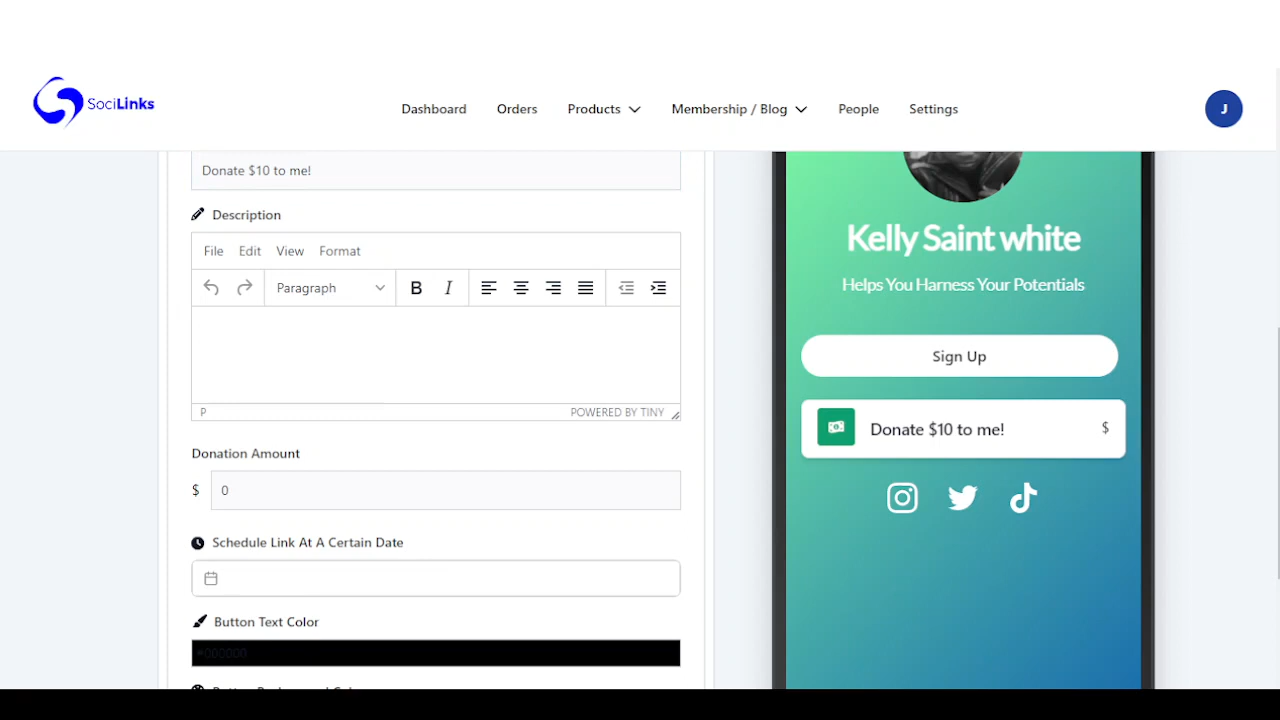 SociLinks
Dashboard Orders Products Membership / Blog People Settings
J
Donate $10 to me!
Description
File Edit View Format
Paragraph B I
P POWERED BY TINY
Donation Amount
$ 0
Schedule Link At A Certain Date
Button Text Color
#000000
Kelly Saint white
Helps You Harness Your Potentials
Sign Up
Donate $10 to me! $